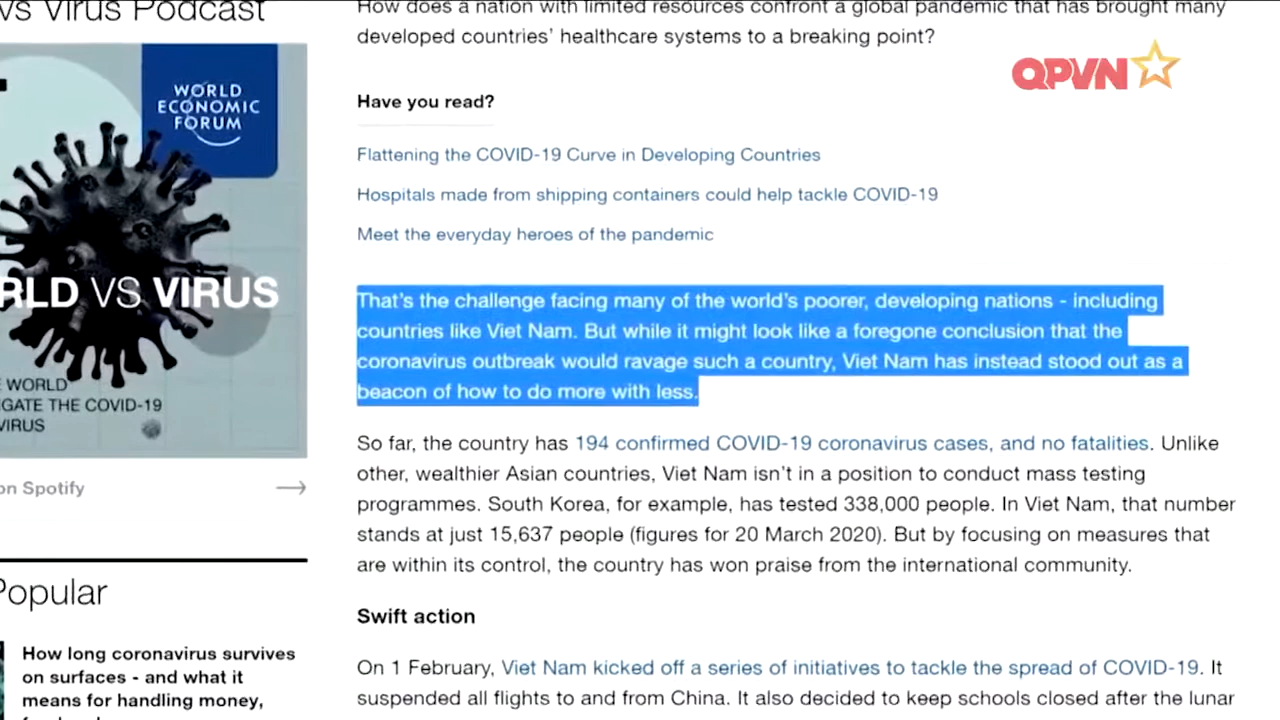 vs Virus Podcast
WORLD
ECONOMIC
FORUM
RLD VS VIRUS
WORLD
GATE THE COVID-19
VIRUS
on Spotify
Popular
How long coronavirus survives
on surfaces - and what it
means for handling money,
How does a nation with limited resources confront a global pandemic that has brought many
developed countries' healthcare systems to a breaking point?
QPVN
Have you read?
Flattening the COVID-19 Curve in Developing Countries
Hospitals made from shipping containers could help tackle COVID-19
Meet the everyday heroes of the pandemic
That's the challenge facing many of the world's poorer, developing nations - including
countries like Viet Nam. But while it might look like a foregone conclusion that the
coronavirus outbreak would ravage such a country, Viet Nam has instead stood out as a
beacon of how to do more with less.
So far, the country has 194 confirmed COVID-19 coronavirus cases, and no fatalities. Unlike
other, wealthier Asian countries, Viet Nam isn't in a position to conduct mass testing
programmes. South Korea, for example, has tested 338,000 people. In Viet Nam, that number
stands at just 15,637 people (figures for 20 March 2020). But by focusing on measures that
are within its control, the country has won praise from the international community.
Swift action
On 1 February, Viet Nam kicked off a series of initiatives to tackle the spread of COVID-19. It
suspended all flights to and from China. It also decided to keep schools closed after the lunar